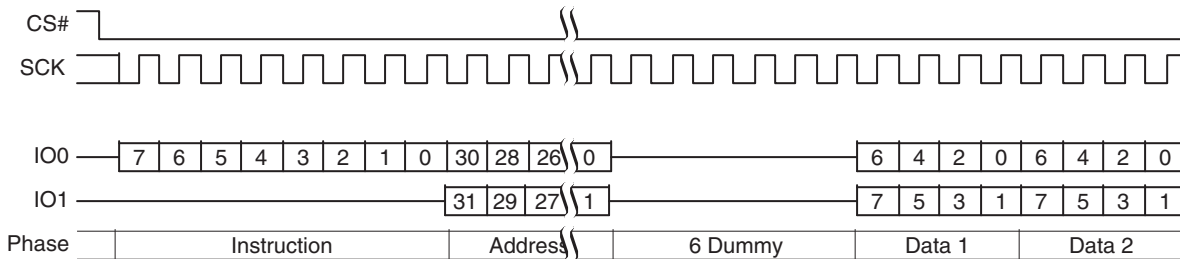 CS#
SCK
IO0 7 6 5 4 3 2 1 0 30 28 26 0 6 4 2 0 6 4 2 0
IO1 31 29 27 1 7 5 3 1 7 5 3 1
Phase Instruction Address 6 Dummy Data 1 Data 2